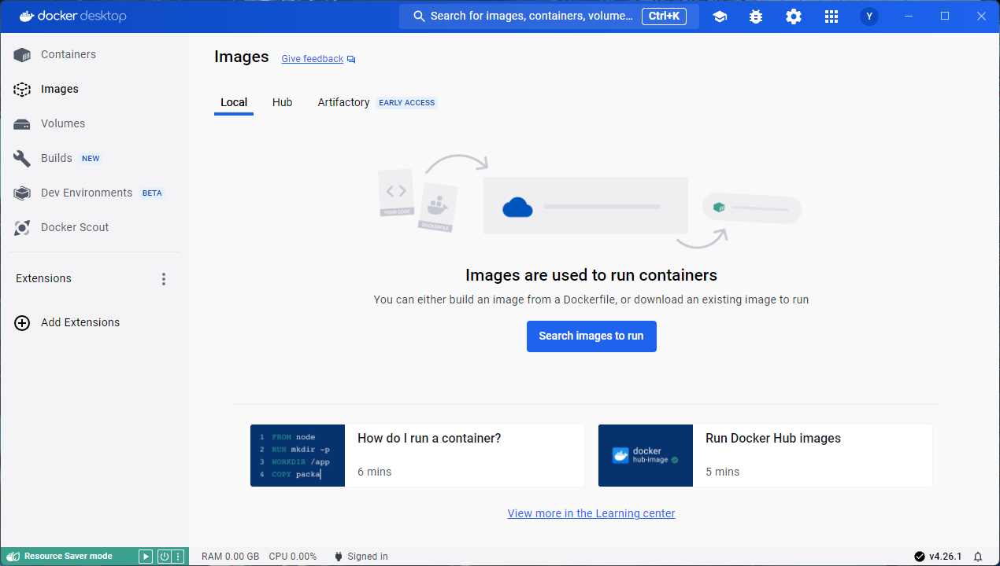 docker desktop
Search for images, containers, volume... Ctrl+K
Y
Containers
Images
Volumes
Builds NEW
Dev Environments BETA
Docker Scout
Extensions
Add Extensions
Images Give feedback
Local Hub Artifactory EARLY ACCESS
YOUR CODE
DOCKERFILE
Images are used to run containers
You can either build an image from a Dockerfile, or download an existing image to run
Search images to run
1 FROM node
2 RUN mkdir -p
3 WORKDIR /app
4 COPY packa
How do I run a container?
6 mins
docker
hub-image
Run Docker Hub images
5 mins
View more in the Learning center
Resource Saver mode
RAM 0.00 GB CPU 0.00% Signed in
v4.26.1